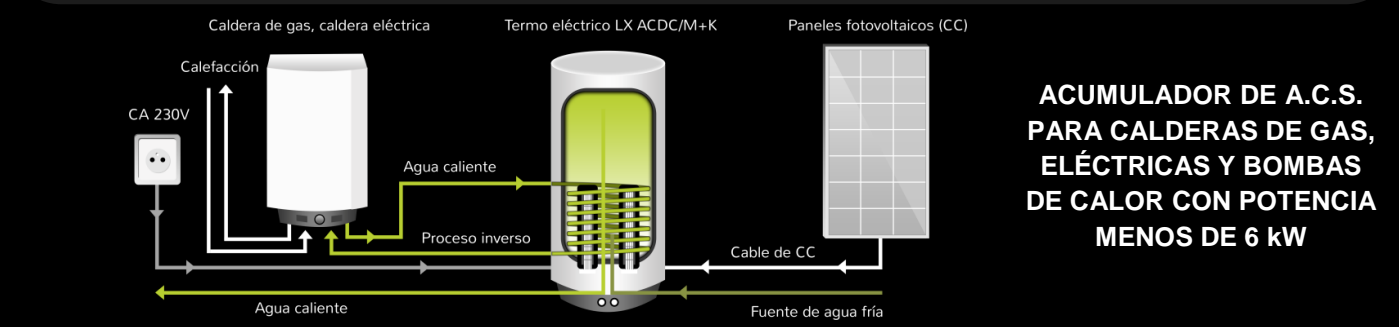 Caldera de gas, caldera eléctrica
Termo eléctrico LX ACDC/M+K
Paneles fotovoltaicos (CC)
Calefacción
CA 230V
Agua caliente
Proceso inverso
Cable de CC
Agua caliente
Fuente de agua fría
ACUMULADOR DE A.C.S.
PARA CALDERAS DE GAS,
ELÉCTRICAS Y BOMBAS
DE CALOR CON POTENCIA
MENOS DE 6 kW